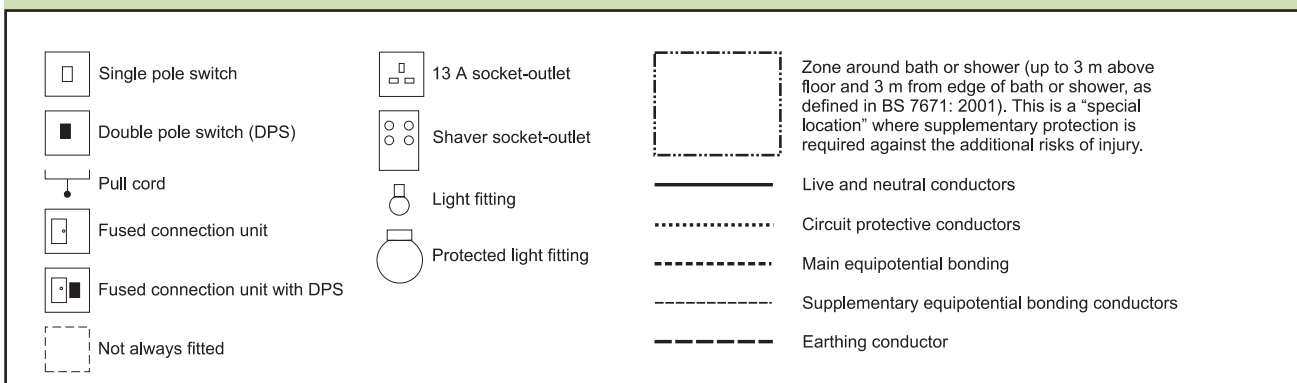 Single pole switch
Double pole switch (DPS)
Pull cord
Fused connection unit
Fused connection unit with DPS
Not always fitted
13 A socket-outlet
Shaver socket-outlet
Light fitting
Protected light fitting
Zone around bath or shower (up to 3 m above
floor and 3 m from edge of bath or shower, as
defined in BS 7671: 2001). This is a “special
location” where supplementary protection is
required against the additional risks of injury.
Live and neutral conductors
Circuit protective conductors
Main equipotential bonding
Supplementary equipotential bonding conductors
Earthing conductor